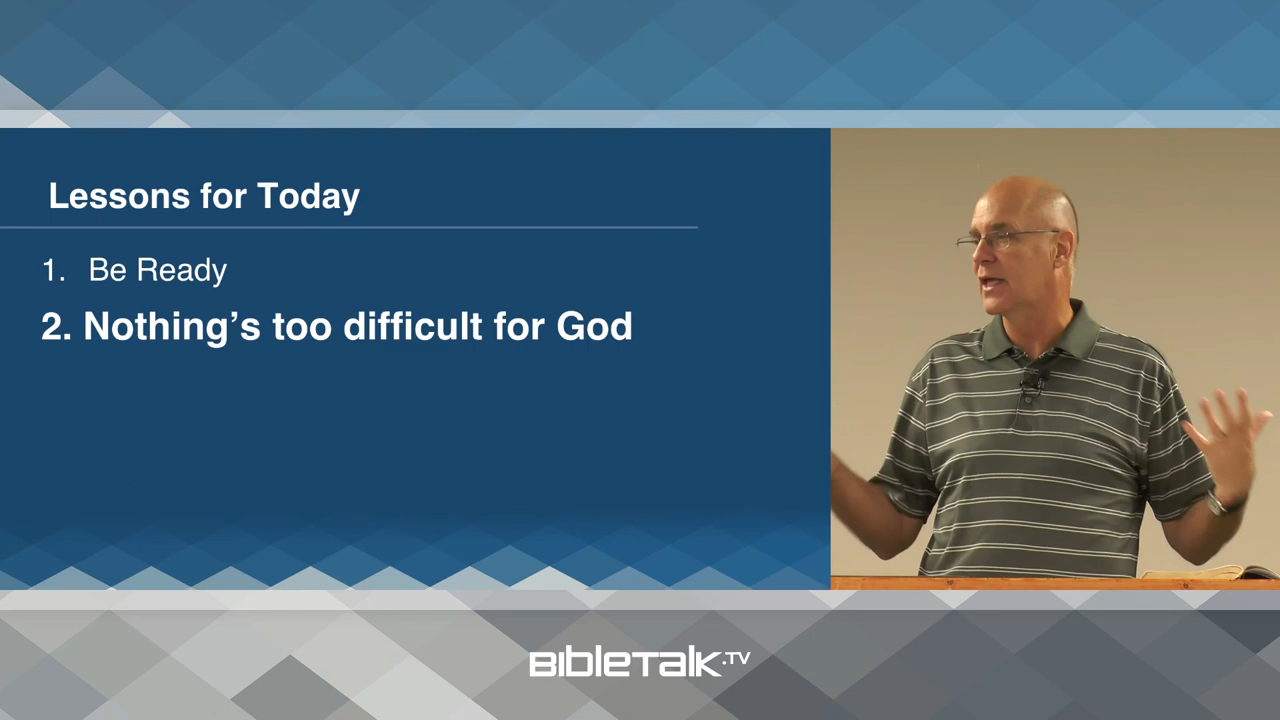 Lessons for Today
1. Be Ready
2. Nothing’s too difficult for God
BIBLETALK.TV